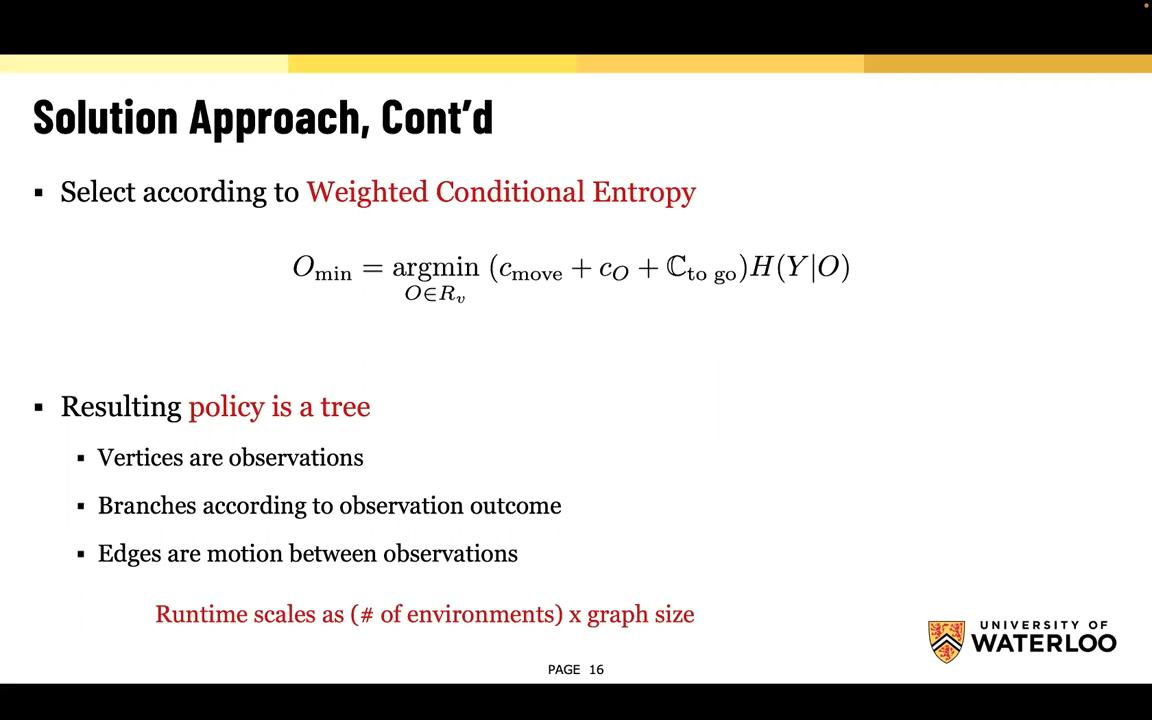 Solution Approach, Cont’d
▪ Select according to Weighted Conditional Entropy
O_min = argmin_{O∈R_v} (c_move + c_O + ℂ_to go)H(Y|O)
▪ Resulting policy is a tree
▪ Vertices are observations
▪ Branches according to observation outcome
▪ Edges are motion between observations
Runtime scales as (# of environments) x graph size
UNIVERSITY OF
WATERLOO
PAGE 16